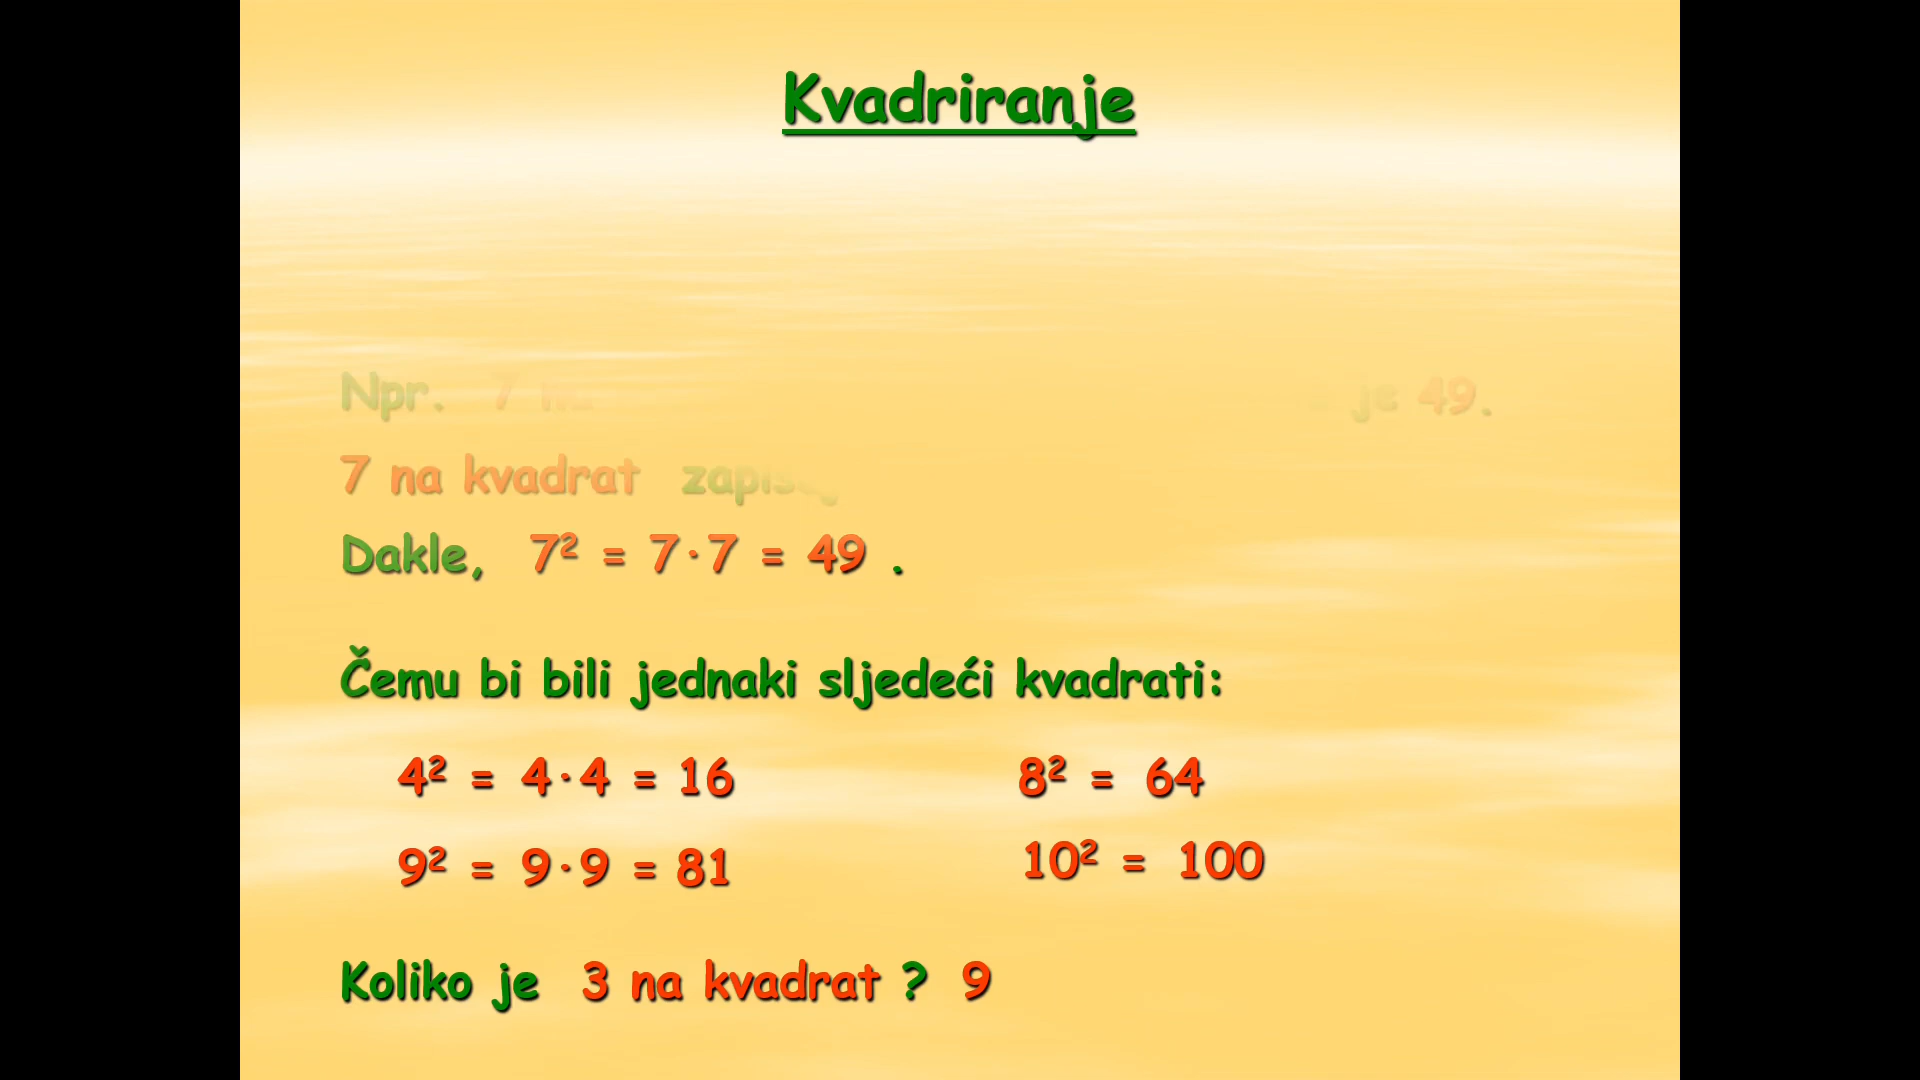 Kvadriranje
Npr. 7 je 49.
7 na kvadrat
Dakle, 7² = 7·7 = 49 .
Čemu bi bili jednaki sljedeći kvadrati:
4² = 4·4 = 16 8² = 64
9² = 9·9 = 81 10² = 100
Koliko je 3 na kvadrat ? 9